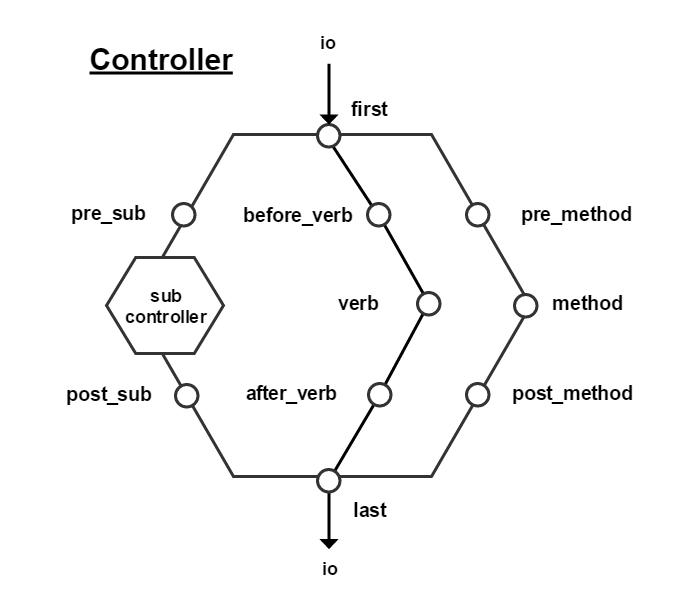 Controller
io
first
pre_sub
before_verb
pre_method
sub
controller
verb
method
post_sub
after_verb
post_method
last
io